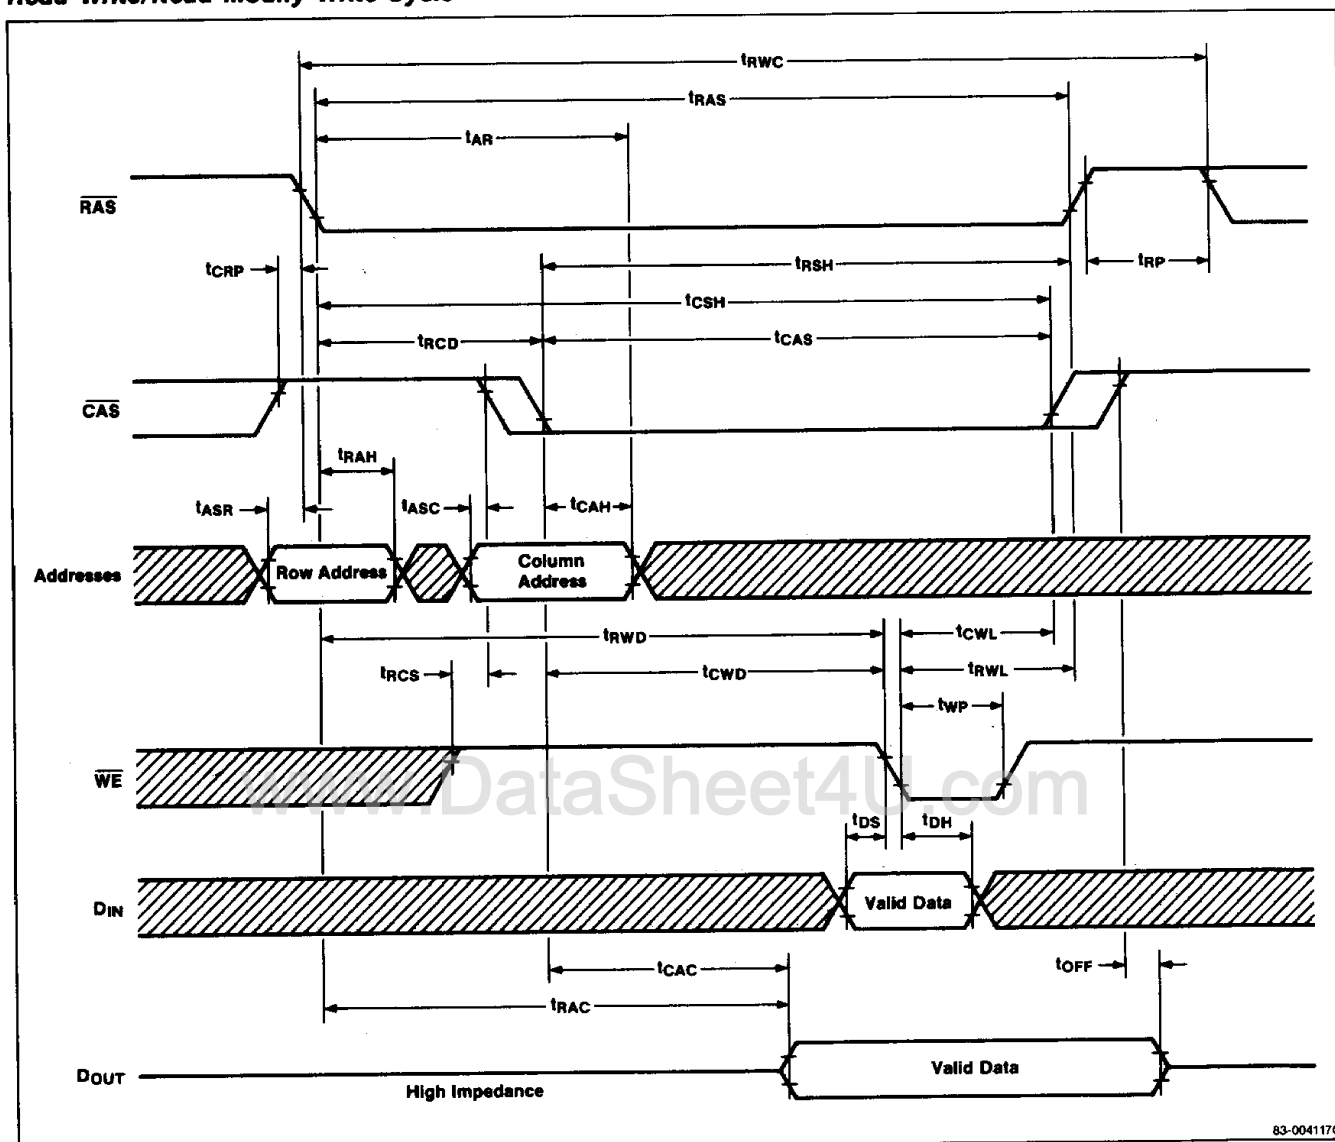 Read-Write/Read-Modify-Write Cycle
tRWC
tRAS
tAR
RAS
tCRP
tRSH
tRP
tCSH
tRCD
tCAS
CAS
tRAH
tASR
tASC
tCAH
Addresses
Row Address
Column
Address
tRWD
tCWL
tRCS
tCWD
tRWL
tWP
WE
www.DataSheet4U.com
tDS
tDH
DIN
Valid Data
tCAC
tOFF
tRAC
DOUT
High Impedance
Valid Data
83-004117